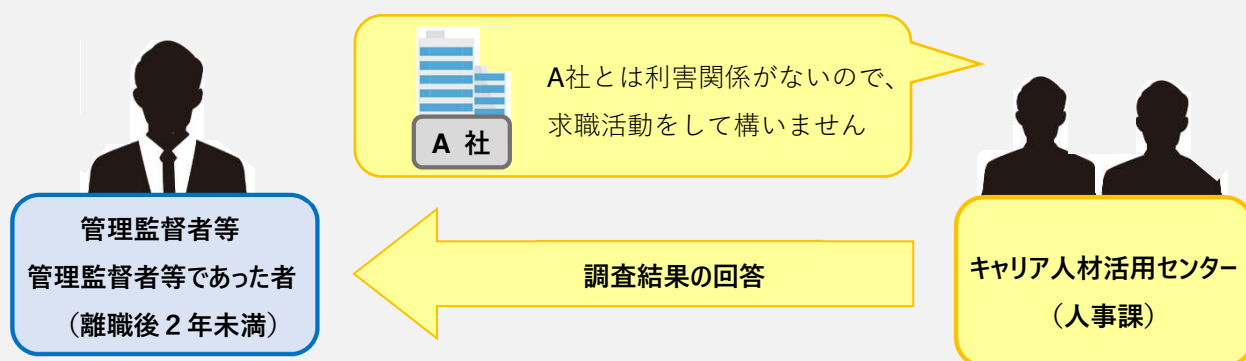 A社とは利害関係がないので、
求職活動をして構いません
A 社
管理監督者等
管理監督者等であった者
（離職後２年未満）
調査結果の回答
キャリア人材活用センター
（人事課）